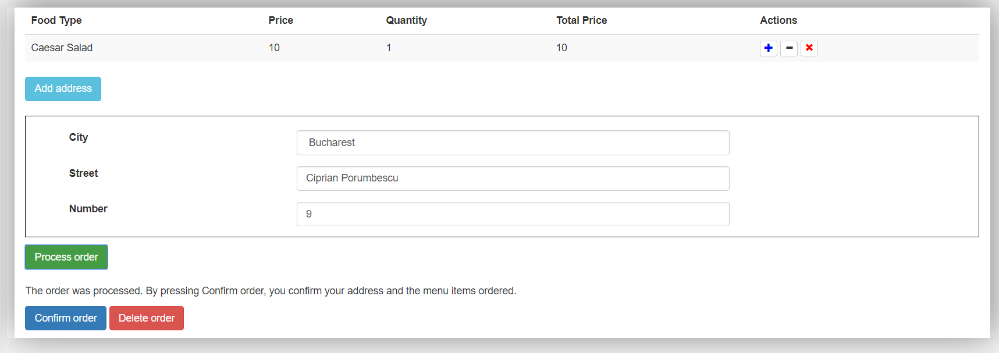 Food Type Price Quantity Total Price Actions
Caesar Salad 10 1 10
Add address
City Bucharest
Street Ciprian Porumbescu
Number 9
Process order
The order was processed. By pressing Confirm order, you confirm your address and the menu items ordered.
Confirm order Delete order